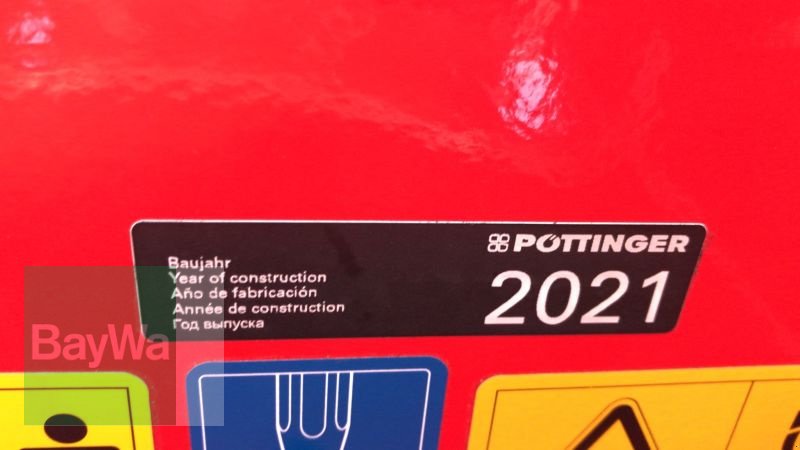 Baujahr
Year of construction
Año de fabricación
Année de construction
Год выпуска
PÖTTINGER
2021
BayWa